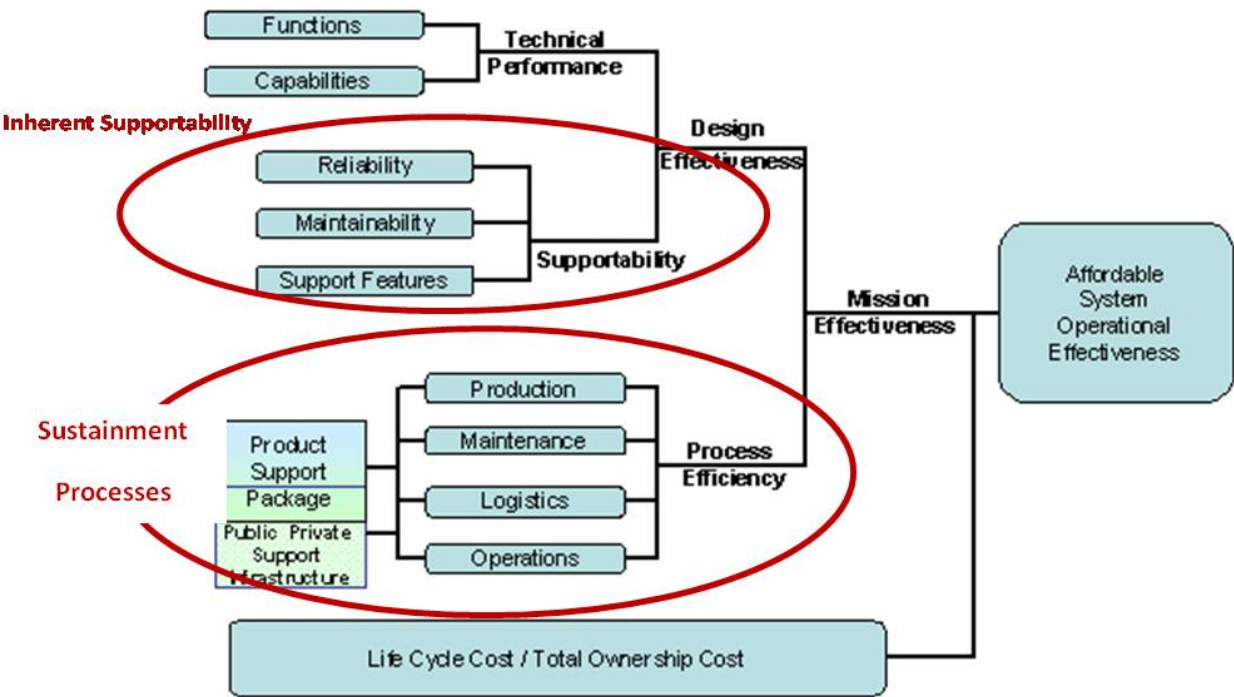 Functions
Technical
Performance
Capabilities
Inherent Supportability
Design
Effectiveness
Reliability
Maintainability
Supportability
Support Features
Mission
Effectiveness
Affordable
System
Operational
Effectiveness
Production
Sustainment
Processes
Product
Support
Package
Public Private
Support
Infrastructure
Maintenance
Process
Efficiency
Logistics
Operations
Life Cycle Cost / Total Ownership Cost